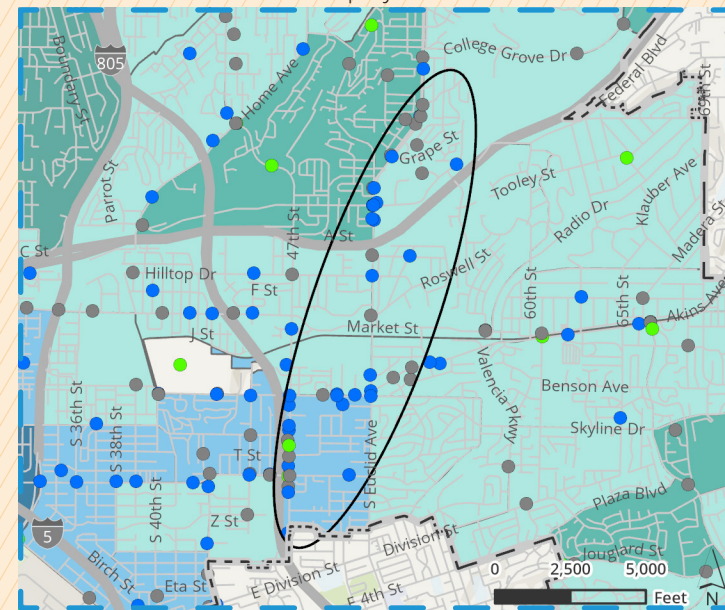 College Grove Dr
Boundary St
805
Federal Blvd
69th St
Home Ave
Grape St
Parrot St
Tooley St
Klauber Ave
Radio Dr
Madera St
47th St
A St
C St
Hilltop Dr
F St
Roswell St
60th St
65th St
Akins Ave
J St
Market St
Valencia Pkwy
Benson Ave
S 36th St
S 38th St
S Euclid Ave
Skyline Dr
T St
S 40th St
Plaza Blvd
Z St
5
Division St
Jouglard St
Birch St
Eta St
E Division St
E 4th St
0 2,500 5,000
Feet
N